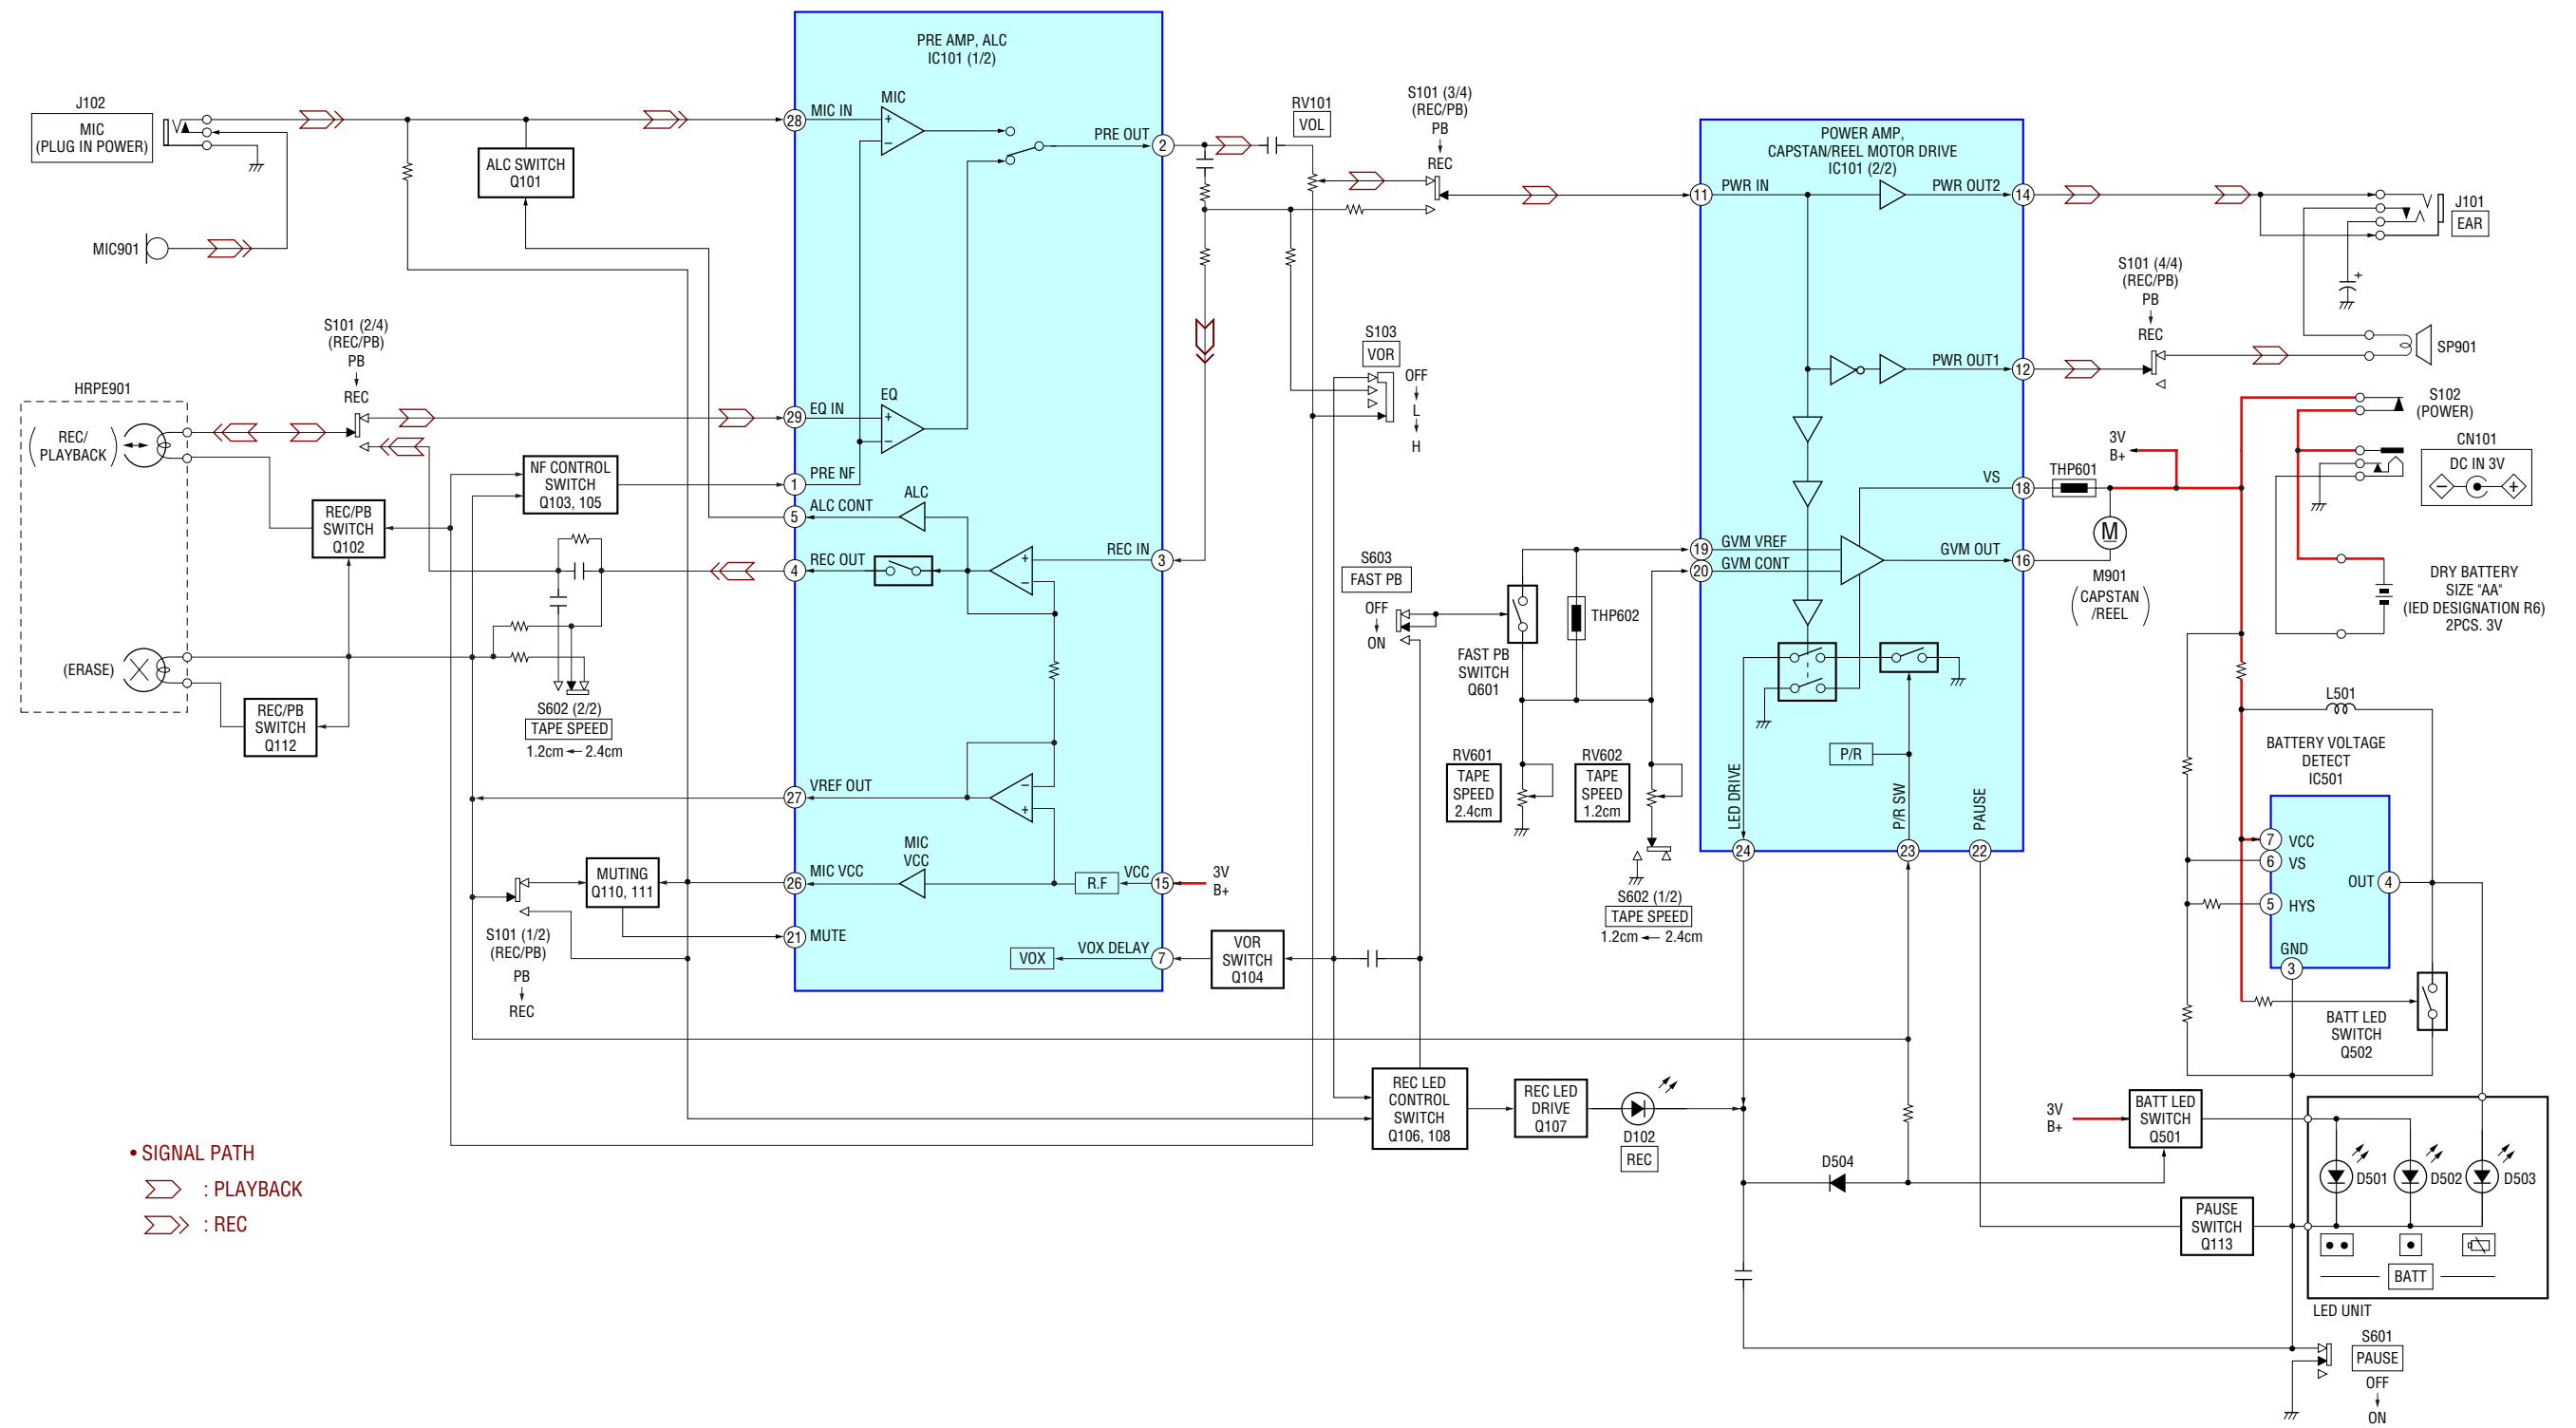 PRE AMP, ALC
IC101 (1/2)
J102
MIC
(PLUG IN POWER)
MIC901
ALC SWITCH
Q101
28
MIC IN
MIC
+
–
PRE OUT
2
RV101
VOL
S101 (3/4)
(REC/PB)
PB
REC
POWER AMP,
CAPSTAN/REEL MOTOR DRIVE
IC101 (2/2)
11
PWR IN
PWR OUT2
14
J101
EAR
+
S101 (4/4)
(REC/PB)
PB
REC
SP901
PWR OUT1
12
S101 (2/4)
(REC/PB)
PB
REC
HRPE901
REC/
PLAYBACK
(ERASE)
29
EQ IN
EQ
+
–
S103
VOR
OFF
L
H
S102
(POWER)
CN101
DC IN 3V
–
+
3V
B+
THP601
NF CONTROL
SWITCH
Q103, 105
1
PRE NF
5
ALC CONT
ALC
REC/PB
SWITCH
Q102
4
REC OUT
REC IN
3
+
–
VS
18
19
GVM VREF
20
GVM CONT
GVM OUT
16
M
M901
(CAPSTAN
/REEL)
DRY BATTERY
SIZE "AA"
(IED DESIGNATION R6)
2PCS. 3V
S603
FAST PB
OFF
ON
FAST PB
SWITCH
Q601
THP602
REC/PB
SWITCH
Q112
S602 (2/2)
TAPE SPEED
1.2cm
2.4cm
RV601
TAPE
SPEED
2.4cm
RV602
TAPE
SPEED
1.2cm
S602 (1/2)
TAPE SPEED
1.2cm
2.4cm
P/R
LED DRIVE
P/R SW
PAUSE
24
23
22
L501
BATTERY VOLTAGE
DETECT
IC501
7
VCC
6
VS
5
HYS
OUT
4
GND
3
27
VREF OUT
–
+
MUTING
Q110, 111
26
MIC VCC
MIC
VCC
R.F
VCC
15
3V
B+
21
MUTE
VOX
VOX DELAY
7
VOR
SWITCH
Q104
S101 (1/2)
(REC/PB)
PB
REC
BATT LED
SWITCH
Q502
REC LED
CONTROL
SWITCH
Q106, 108
REC LED
DRIVE
Q107
D102
REC
D504
3V
B+
BATT LED
SWITCH
Q501
D501
D502
D503
PAUSE
SWITCH
Q113
BATT
LED UNIT
S601
PAUSE
OFF
ON
• SIGNAL PATH
: PLAYBACK
: REC